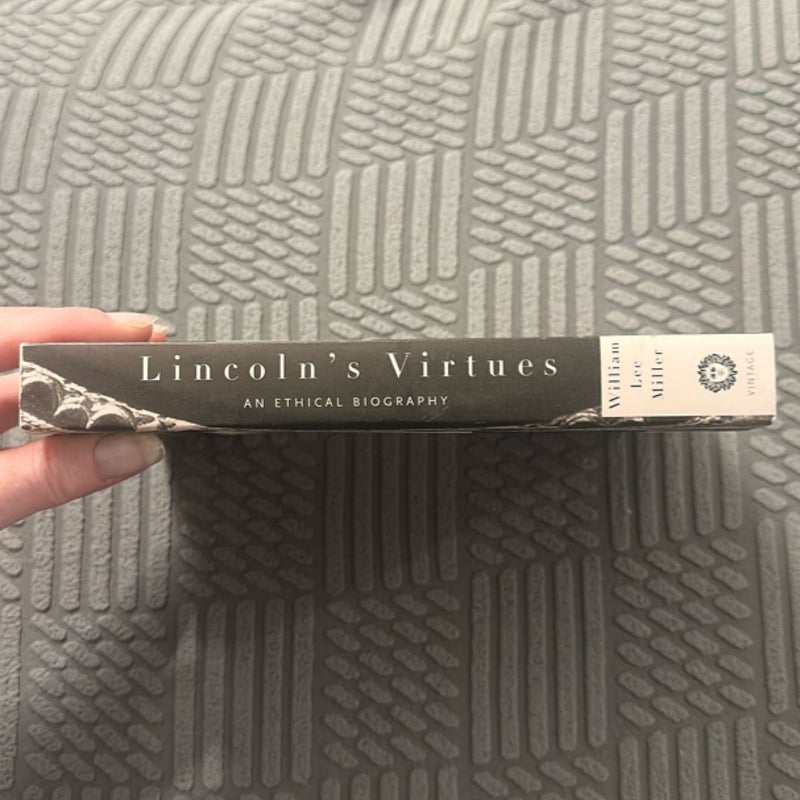 Lincoln's Virtues
AN ETHICAL BIOGRAPHY
William
Lee
Miller
VINTAGE